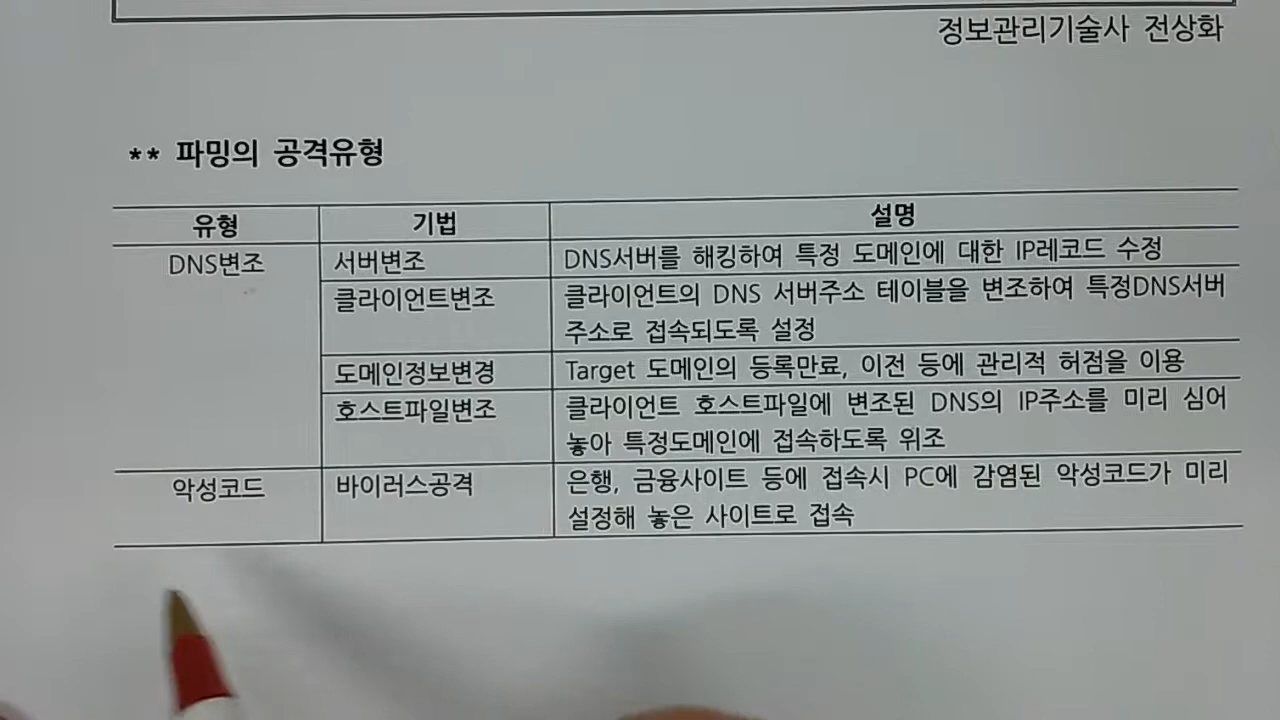 정보관리기술사 전상화
** 파밍의 공격유형
유형 기법 설명
DNS변조 서버변조 DNS서버를 해킹하여 특정 도메인에 대한 IP레코드 수정
클라이언트변조 클라이언트의 DNS 서버주소 테이블을 변조하여 특정DNS서버
주소로 접속되도록 설정
도메인정보변경 Target 도메인의 등록만료, 이전 등에 관리적 허점을 이용
호스트파일변조 클라이언트 호스트파일에 변조된 DNS의 IP주소를 미리 심어
놓아 특정도메인에 접속하도록 위조
악성코드 바이러스공격 은행, 금융사이트 등에 접속시 PC에 감염된 악성코드가 미리
설정해 놓은 사이트로 접속